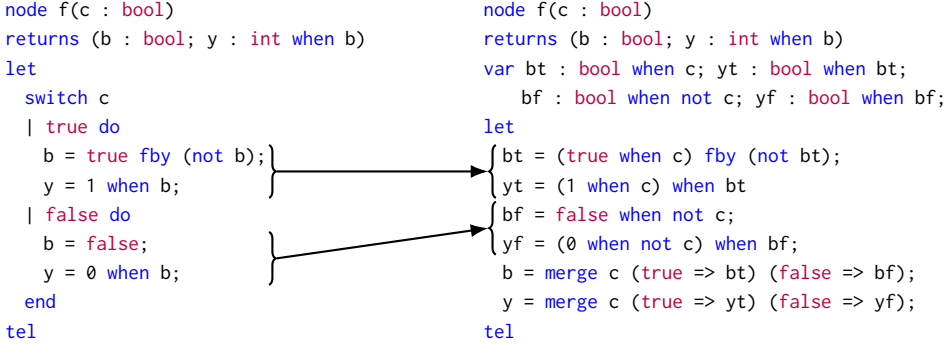 node f(c : bool)
returns (b : bool; y : int when b)
let
switch c
| true do
b = true fby (not b);
y = 1 when b;
| false do
b = false;
y = 0 when b;
end
tel
node f(c : bool)
returns (b : bool; y : int when b)
var bt : bool when c; yt : bool when bt;
bf : bool when not c; yf : bool when bf;
let
bt = (true when c) fby (not bt);
yt = (1 when c) when bt
bf = false when not c;
yf = (0 when not c) when bf;
b = merge c (true => bt) (false => bf);
y = merge c (true => yt) (false => yf);
tel